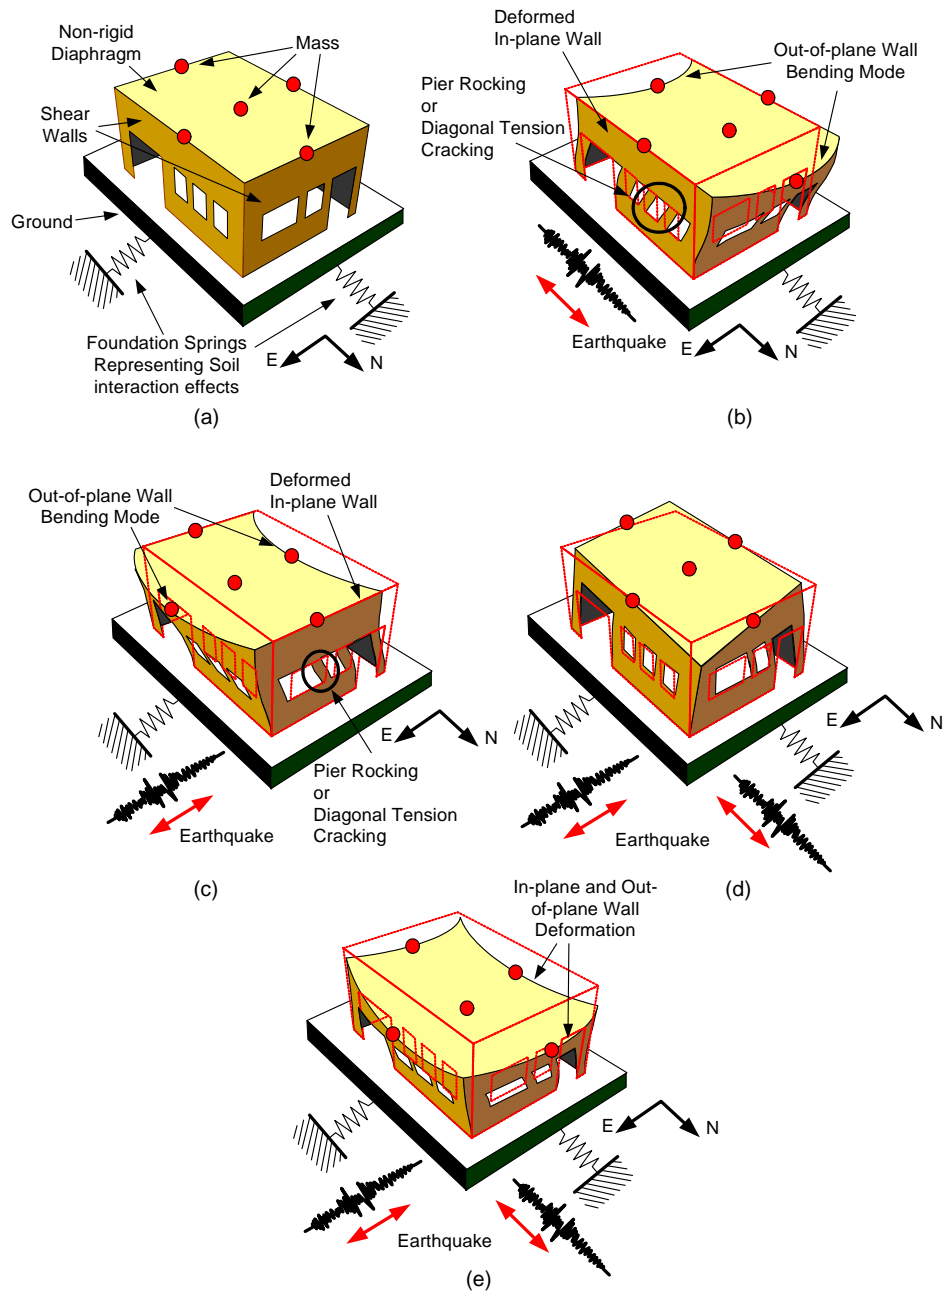 Non-rigid
Diaphragm
Mass
Shear
Walls
Ground
Foundation Springs
Representing Soil
interaction effects
E
N
(a)
Deformed
In-plane Wall
Out-of-plane Wall
Bending Mode
Pier Rocking
or
Diagonal Tension
Cracking
Earthquake
E
N
(b)
Out-of-plane Wall
Bending Mode
Deformed
In-plane Wall
E
N
Pier Rocking
or
Diagonal Tension
Cracking
Earthquake
(c)
E
N
Earthquake
(d)
In-plane and Out-
of-plane Wall
Deformation
E
N
Earthquake
(e)